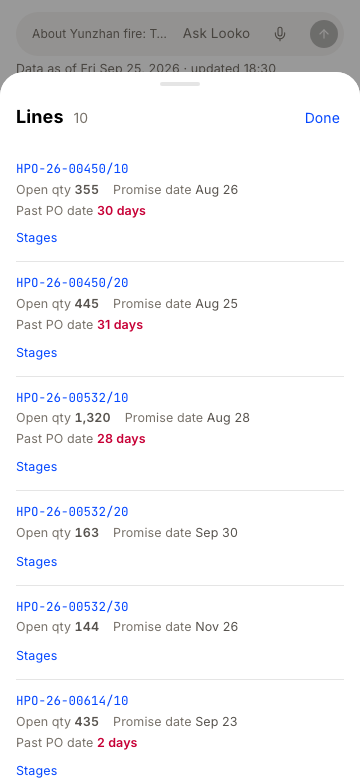 About Yunzhan fire: T... Ask Looko
Data as of Fri Sep 25, 2026 · updated 18:30
Lines 10 Done
HPO-26-00450/10
Open qty 355 Promise date Aug 26
Past PO date 30 days
Stages
HPO-26-00450/20
Open qty 445 Promise date Aug 25
Past PO date 31 days
Stages
HPO-26-00532/10
Open qty 1,320 Promise date Aug 28
Past PO date 28 days
Stages
HPO-26-00532/20
Open qty 163 Promise date Sep 30
Stages
HPO-26-00532/30
Open qty 144 Promise date Nov 26
Stages
HPO-26-00614/10
Open qty 435 Promise date Sep 23
Past PO date 2 days
Stages